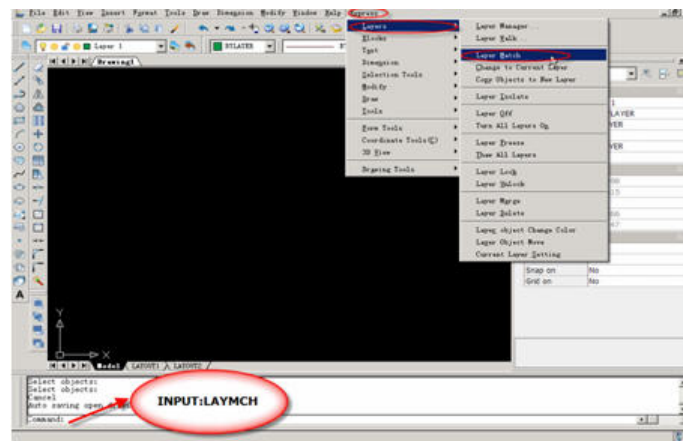 File Edit View Insert Format Tools Draw Dimension Modify Window Help
Layer 1
BYLAYER
Drawing1
Layers
Blocks
Text
Dimension
Selection Tools
Modify
Draw
Tools
Form Tools
Coordinate Tools(C)
3D View
Drawing Tools
Layer Manager...
Layer Walk...
Layer Match
Change to Current Layer
Copy Objects to New Layer
Layer Isolate
Layer Off
Turn All Layers On
Layer Freeze
Thaw All Layers
Layer Lock
Layer Unlock
Layer Merge
Layer Delete
Layer object Change Color
Layer Object Move
Current Layer Setting
Snap on No
Grid on No
Y
X
Model LAYOUT1 LAYOUT2
Select objects:
Select objects:
Cancel
Auto saving open
Command:
INPUT:LAYMCH